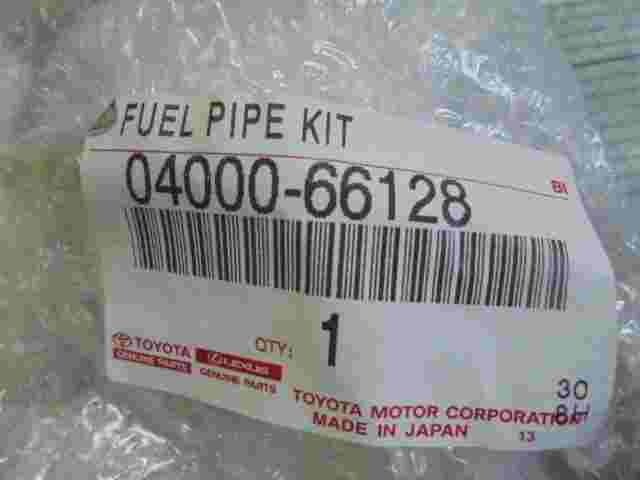 FUEL PIPE KIT
04000-66128
BI
TOYOTA
GENUINE PARTS
LEXUS
GENUINE PARTS
QTY:
1
30
8H
TOYOTA MOTOR CORPORATION
MADE IN JAPAN
13